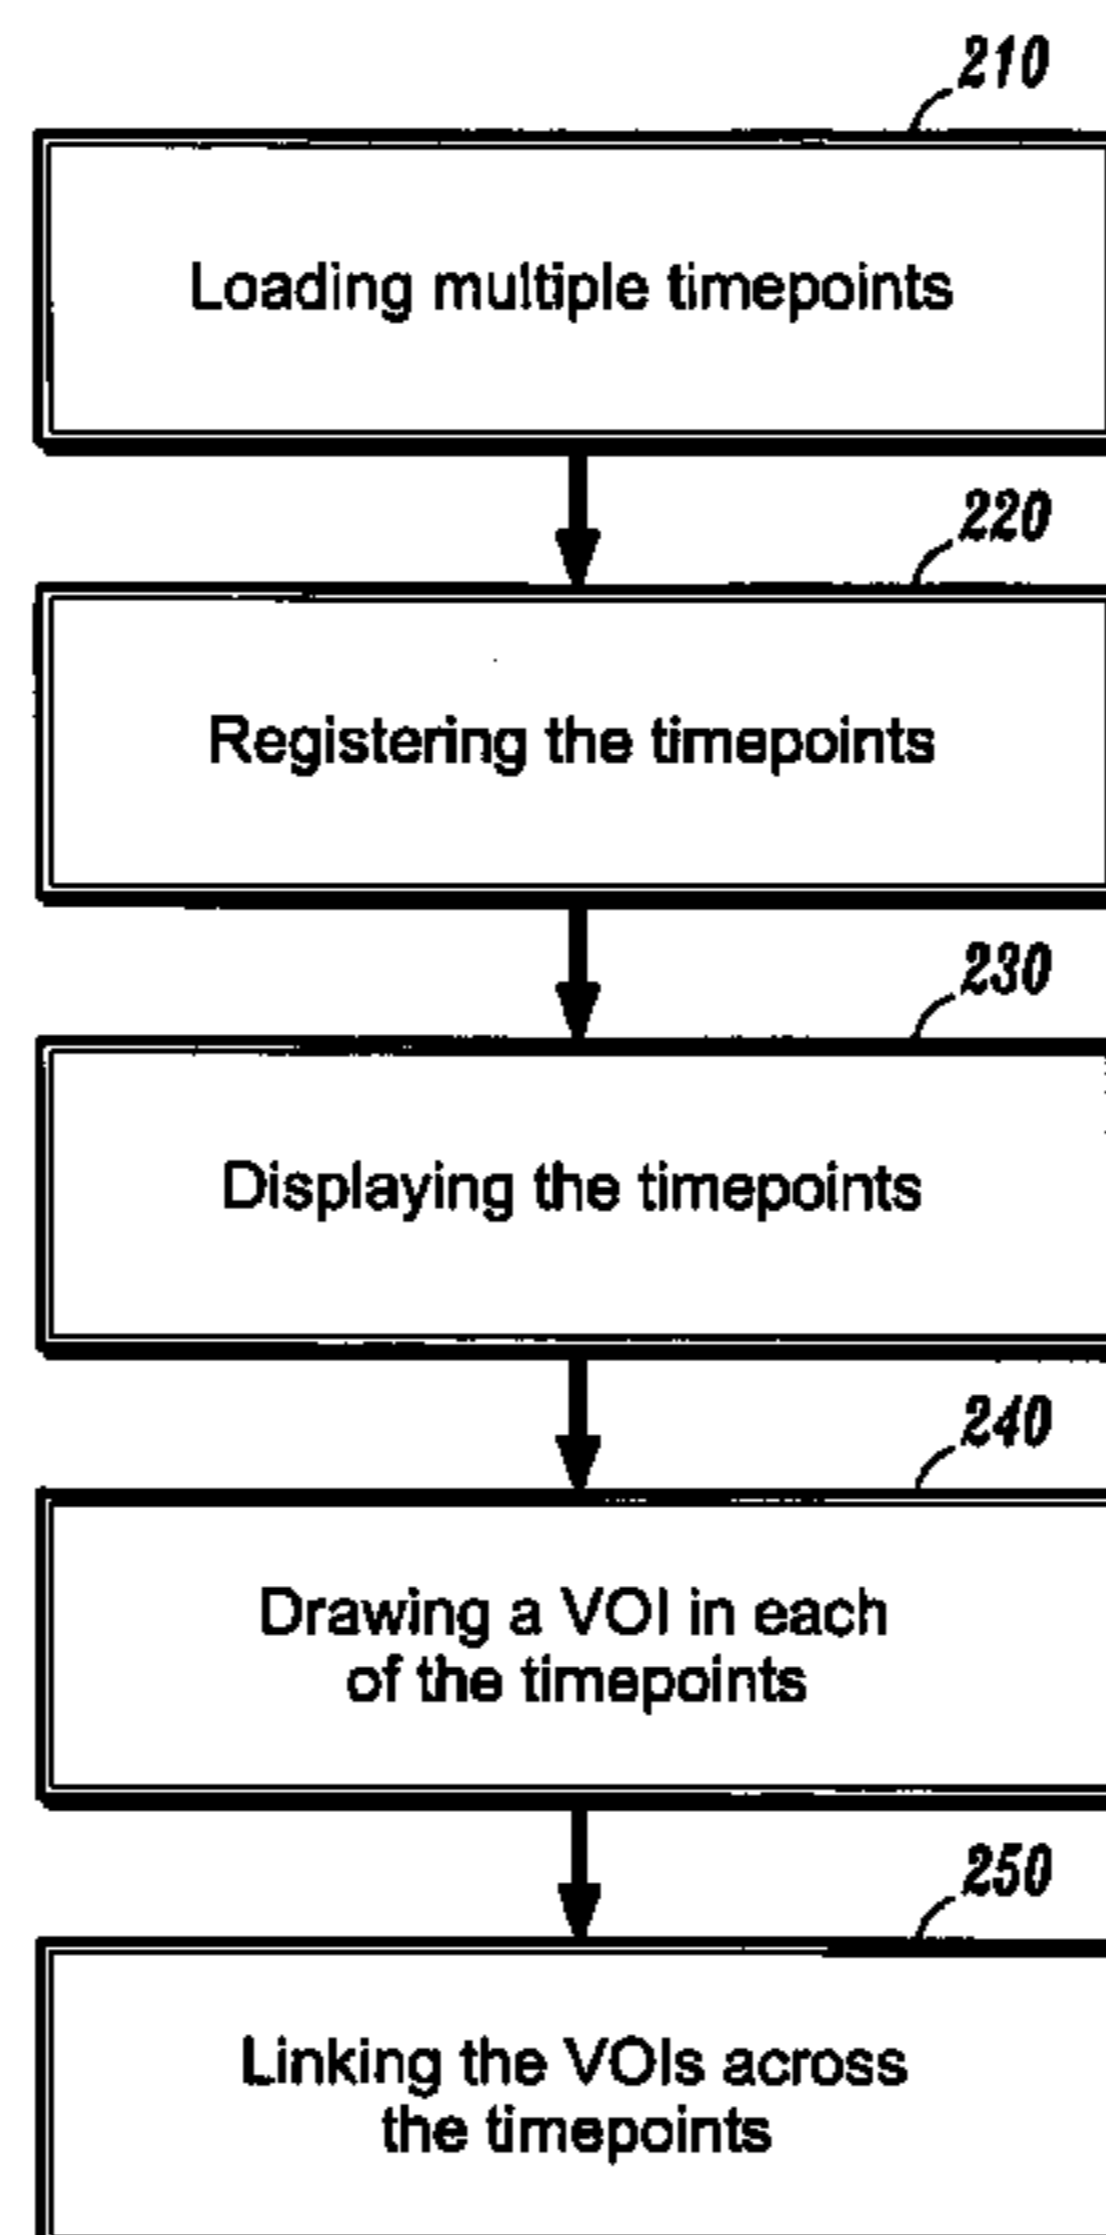 210
Loading multiple timepoints
220
Registering the timepoints
230
Displaying the timepoints
240
Drawing a VOI in each
of the timepoints
250
Linking the VOIs across
the timepoints